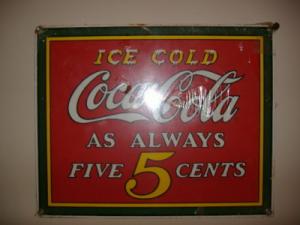 ICE COLD
Coca-Cola
AS ALWAYS
FIVE 5 CENTS